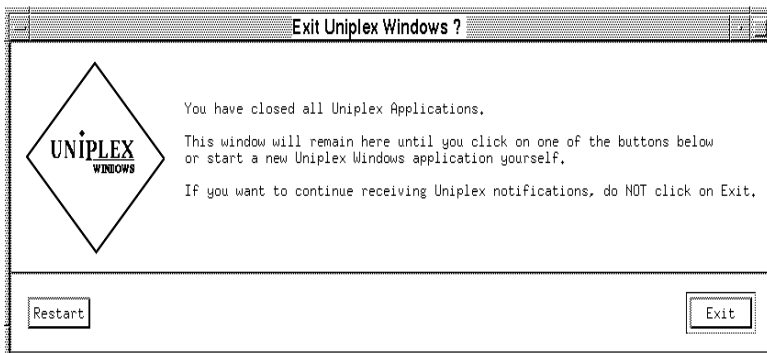 Exit Uniplex Windows ?
You have closed all Uniplex Applications.
UNiPLEX
WINDOWS
This window will remain here until you click on one of the buttons below
or start a new Uniplex Windows application yourself.
If you want to continue receiving Uniplex notifications, do NOT click on Exit.
Restart
Exit